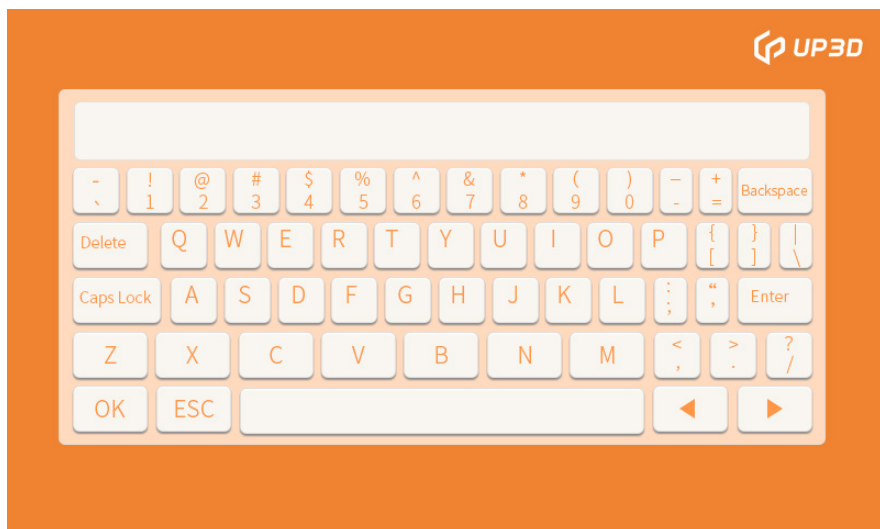 UP3D
- ! @ # $ % ^ & * ( ) — +
、 1 2 3 4 5 6 7 8 9 0 - = Backspace
Delete Q W E R T Y U I O P { } |
[ ] \
Caps Lock A S D F G H J K L : “ Enter
; ,
Z X C V B N M < > ?
, . /
OK ESC ◀ ▶